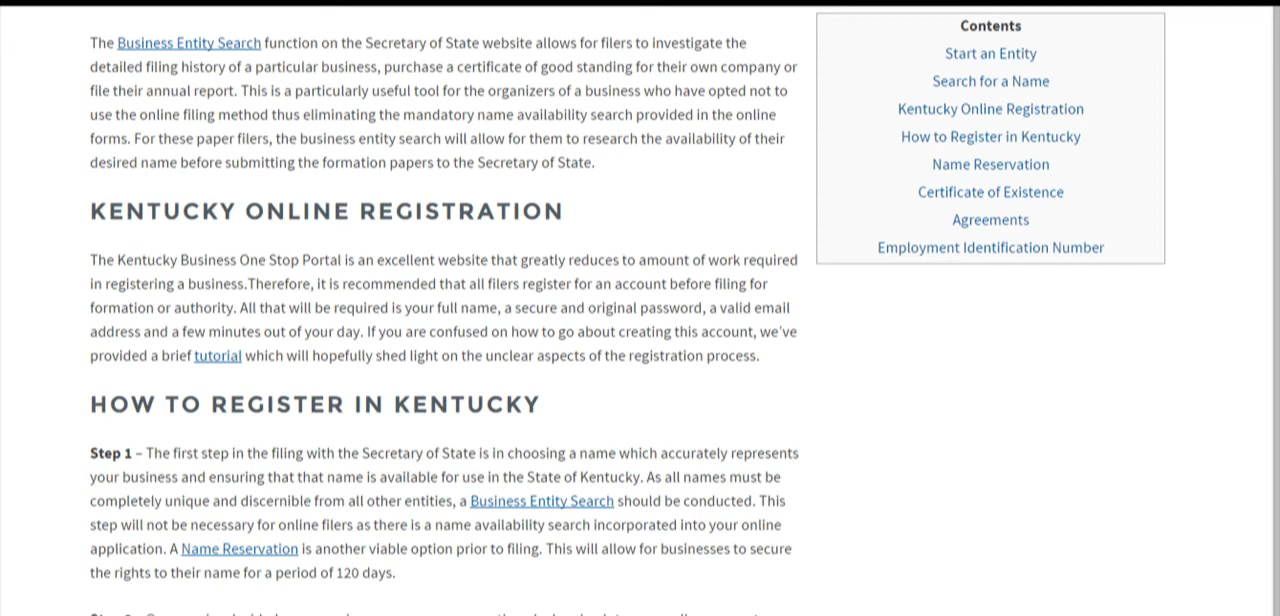 The Business Entity Search function on the Secretary of State website allows for filers to investigate the
detailed filing history of a particular business, purchase a certificate of good standing for their own company or
file their annual report. This is a particularly useful tool for the organizers of a business who have opted not to
use the online filing method thus eliminating the mandatory name availability search provided in the online
forms. For these paper filers, the business entity search will allow for them to research the availability of their
desired name before submitting the formation papers to the Secretary of State.
KENTUCKY ONLINE REGISTRATION
The Kentucky Business One Stop Portal is an excellent website that greatly reduces to amount of work required
in registering a business.Therefore, it is recommended that all filers register for an account before filing for
formation or authority. All that will be required is your full name, a secure and original password, a valid email
address and a few minutes out of your day. If you are confused on how to go about creating this account, we've
provided a brief tutorial which will hopefully shed light on the unclear aspects of the registration process.
HOW TO REGISTER IN KENTUCKY
Step 1 – The first step in the filing with the Secretary of State is in choosing a name which accurately represents
your business and ensuring that that name is available for use in the State of Kentucky. As all names must be
completely unique and discernible from all other entities, a Business Entity Search should be conducted. This
step will not be necessary for online filers as there is a name availability search incorporated into your online
application. A Name Reservation is another viable option prior to filing. This will allow for businesses to secure
the rights to their name for a period of 120 days.
Contents
Start an Entity
Search for a Name
Kentucky Online Registration
How to Register in Kentucky
Name Reservation
Certificate of Existence
Agreements
Employment Identification Number